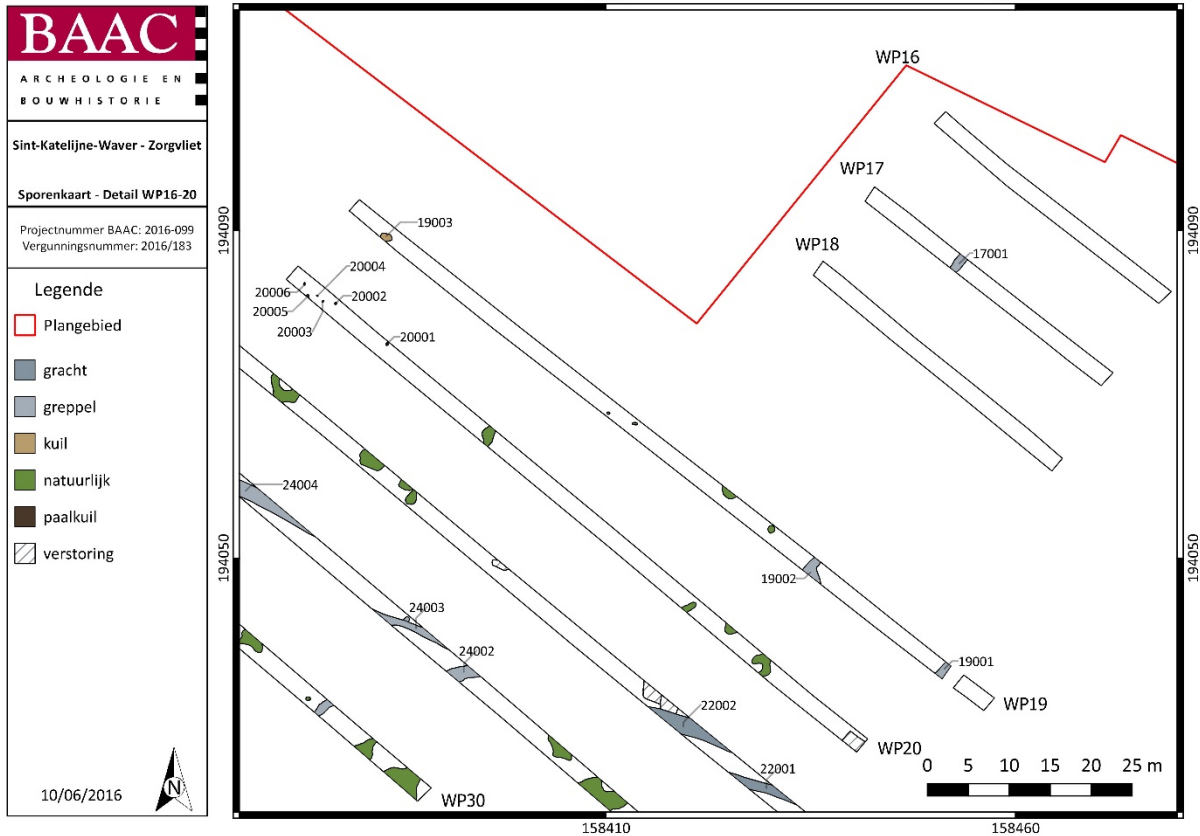 BAAC
ARCHEOLOGIE EN
BOUWHISTORIE
Sint-Katelijne-Waver - Zorgvliet
Sporenkaart - Detail WP16-20
Projectnummer BAAC: 2016-099
Vergunningsnummer: 2016/183
Legende
Plangebied
gracht
greppel
kuil
natuurlijk
paalkuil
verstoring
10/06/2016
N
WP16
WP17
17001
WP18
194090
194090
19003
20004
20006
20002
20005
20003
20001
24004
194050
194050
19002
24003
24002
19001
22002
WP19
WP20
22001
WP30
0 5 10 15 20 25 m
158410
158460